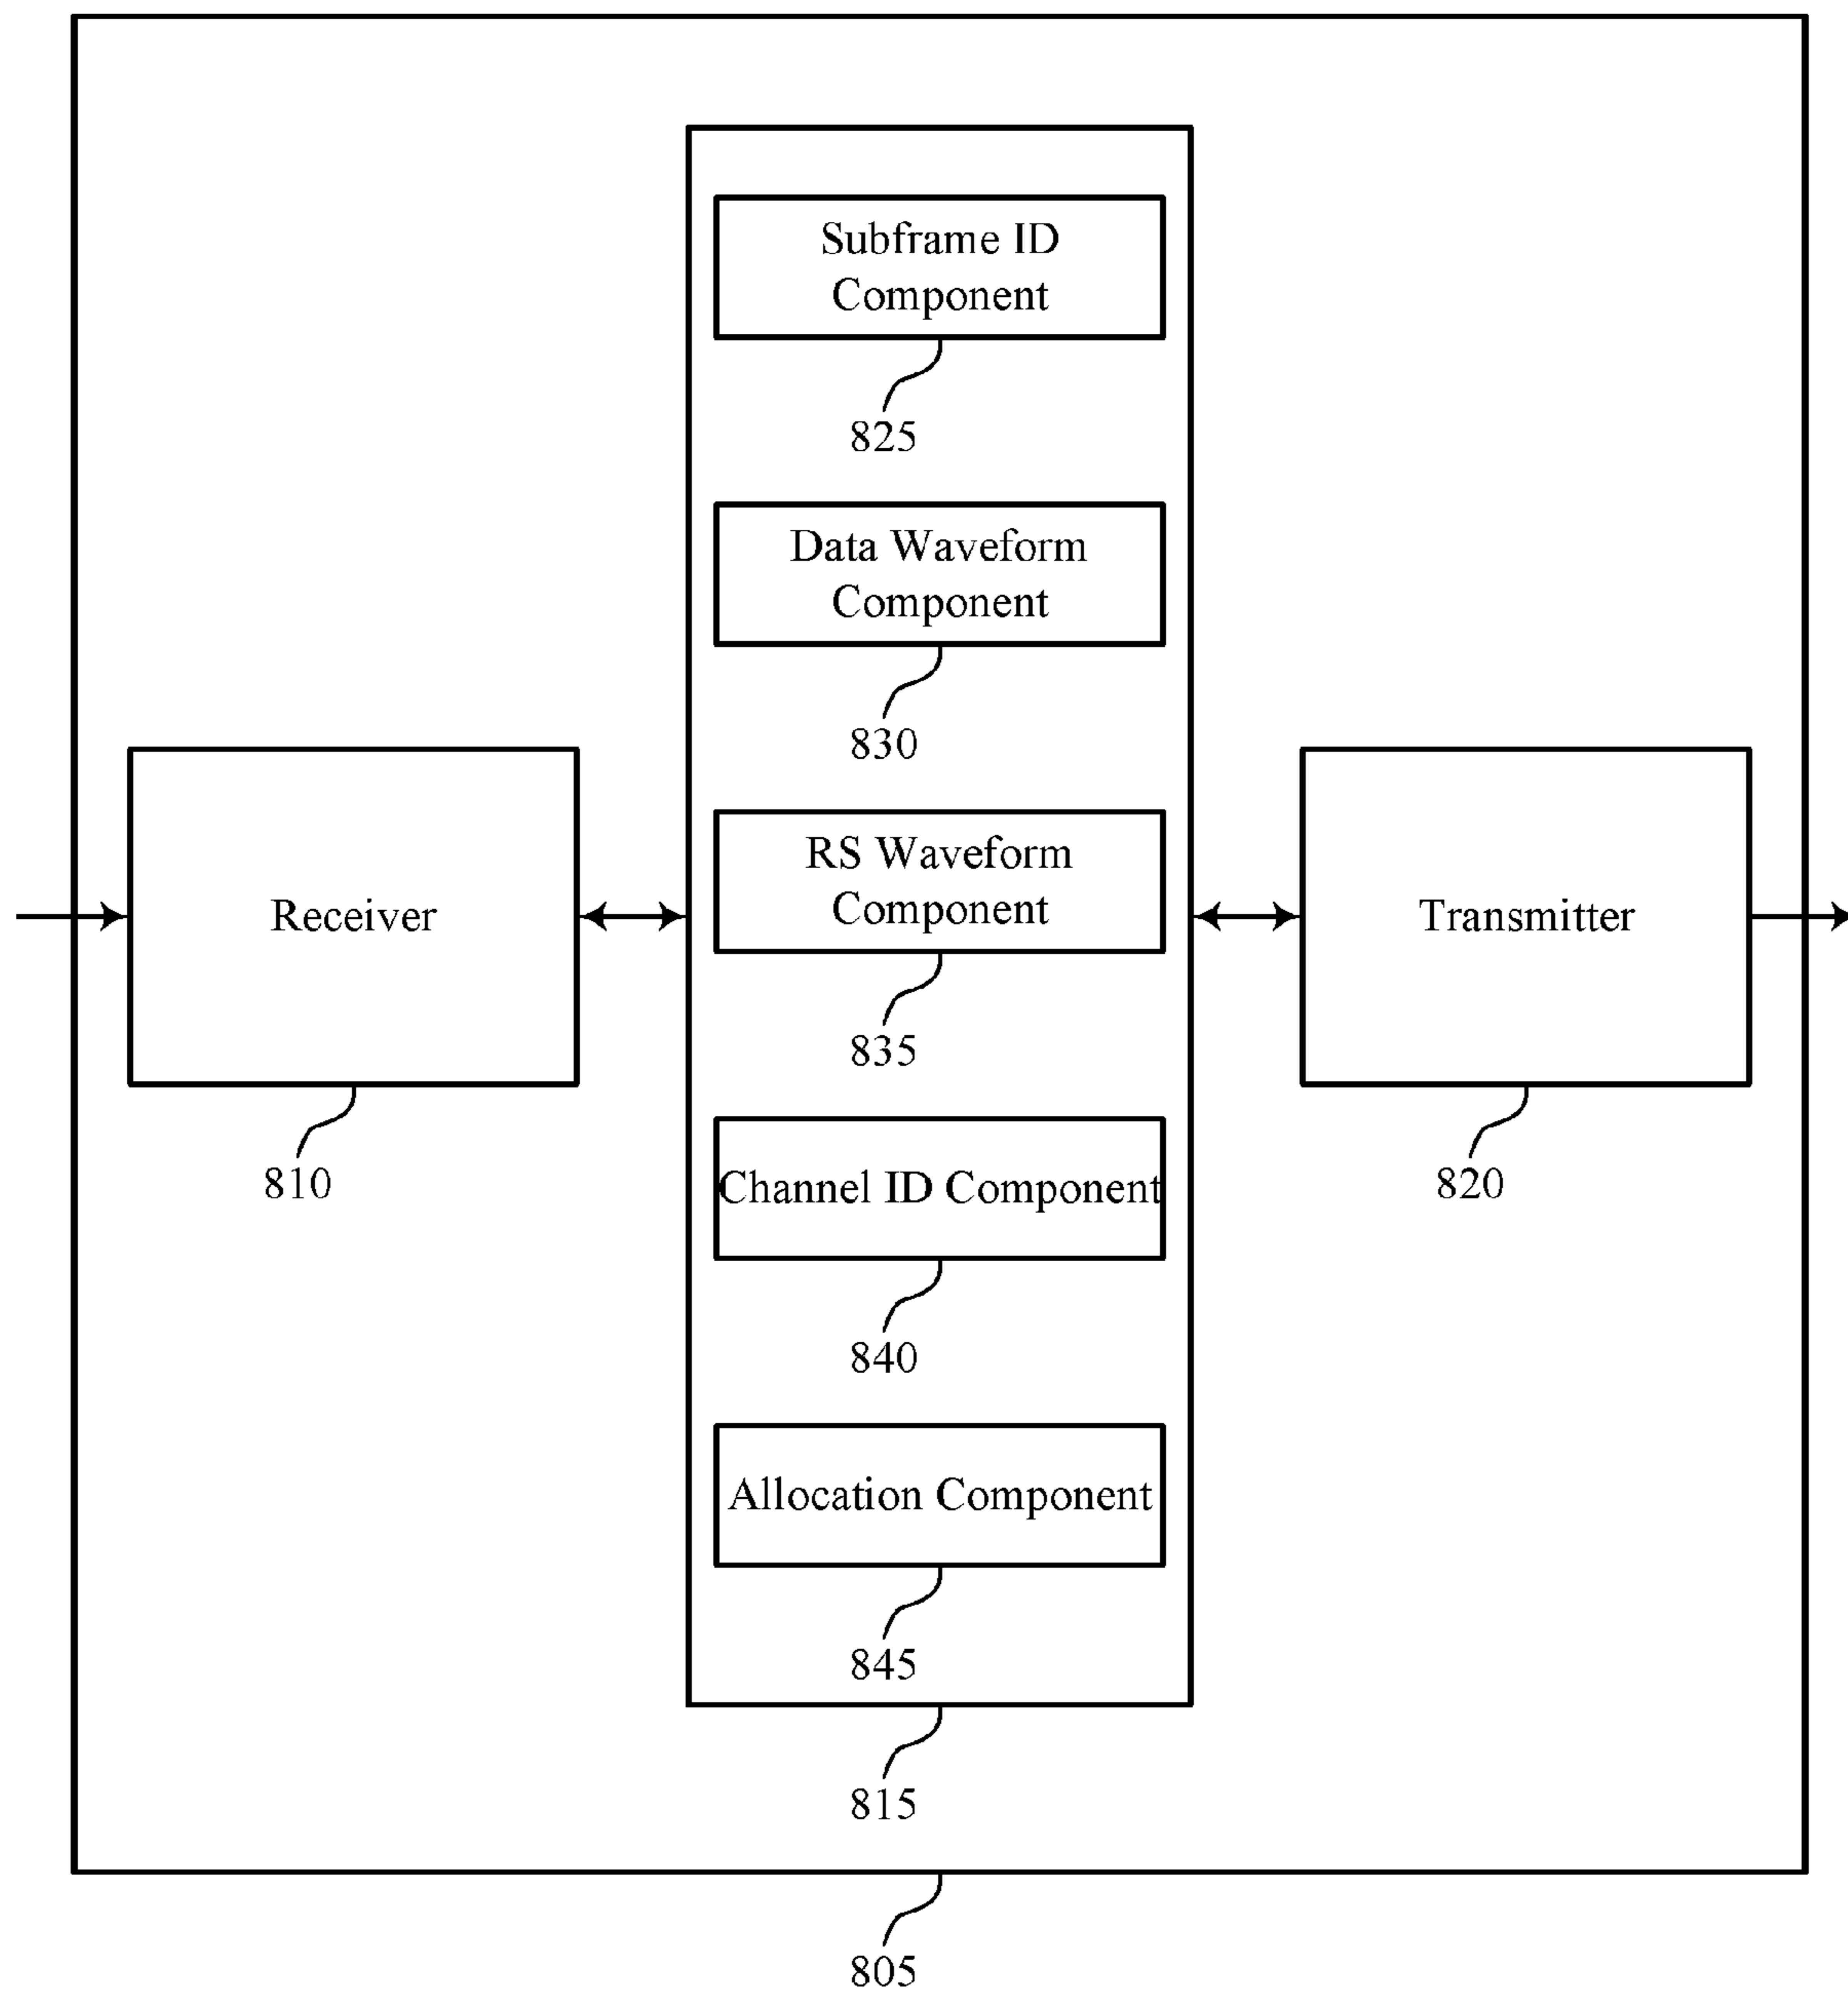 Subframe ID
Component
825
Data Waveform
Component
830
RS Waveform
Component
835
Receiver
810
Transmitter
820
Channel ID Component
840
Allocation Component
845
815
805